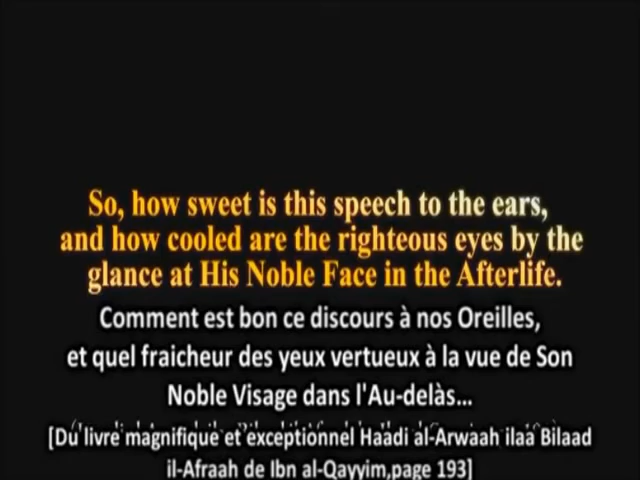 So, how sweet is this speech to the ears,
and how cooled are the righteous eyes by the
glance at His Noble Face in the Afterlife.
Comment est bon ce discours à nos Oreilles,
et quel fraicheur des yeux vertueux à la vue de Son
Noble Visage dans l'Au-delàs...
[Du livre magnifique et exceptionnel Haadi al-Arwaah ilaa Bilaad
il-Afraah de Ibn al-Qayyim,page 193]